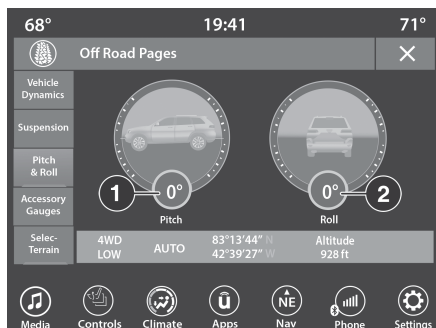 68° 19:41 71°
Off Road Pages
Vehicle
Dynamics
Suspension
Pitch
& Roll
Accessory
Gauges
Selec-
Terrain
1 0°
Pitch
0° 2
Roll
4WD
LOW
AUTO
83°13'44" N
42°39'27" W
Altitude
928 ft
û
NE
Media Controls Climate Apps Nav Phone Settings